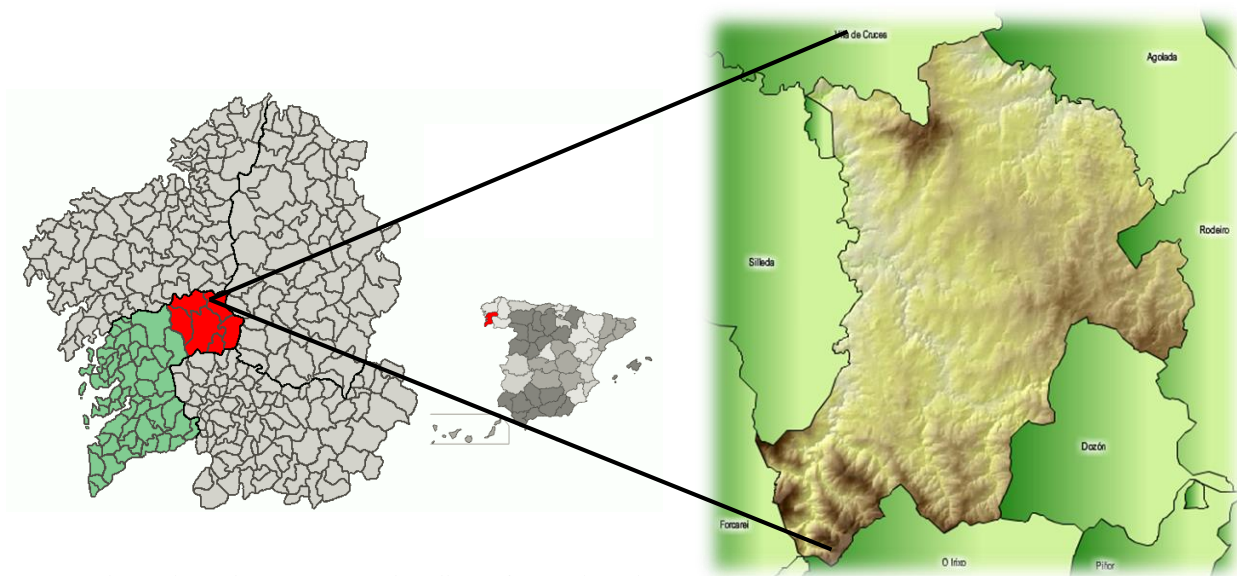 Vila de Cruces
Agolada
Rodeiro
Silleda
Dozón
Forcarei
O Irixo
Piñor